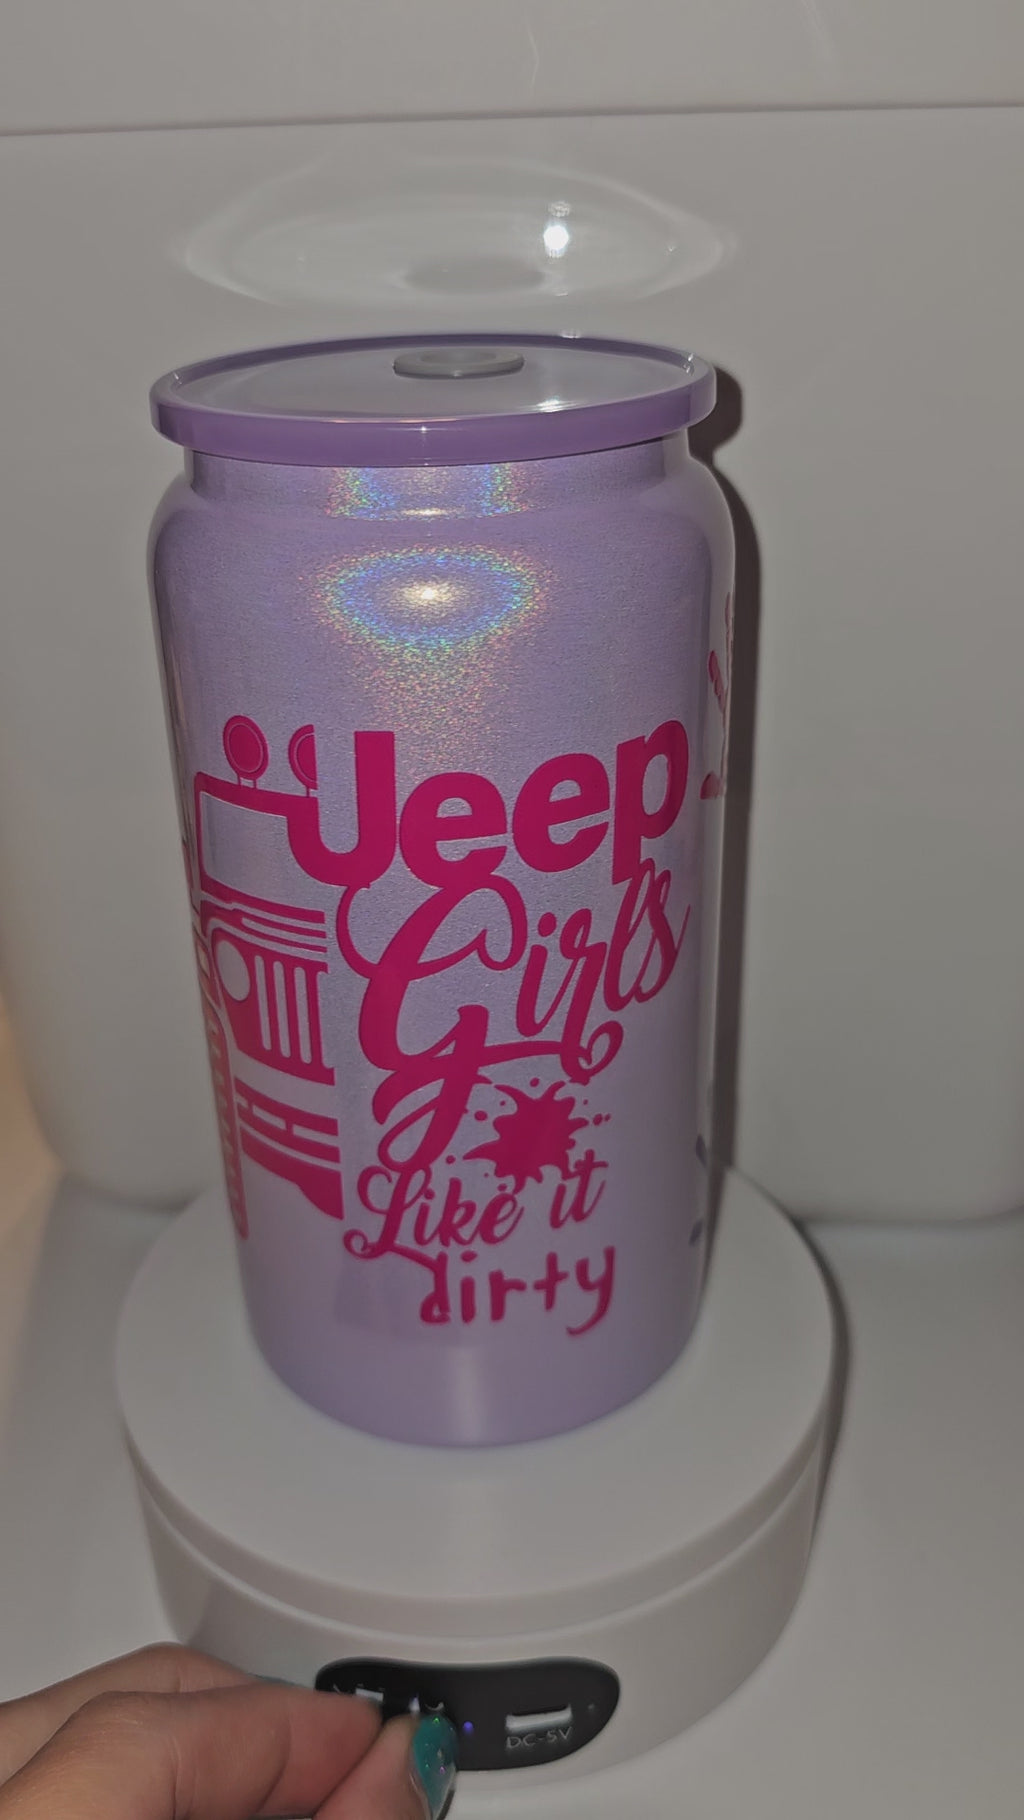 Jeep
Girls
Like it
dirty
DC-5V